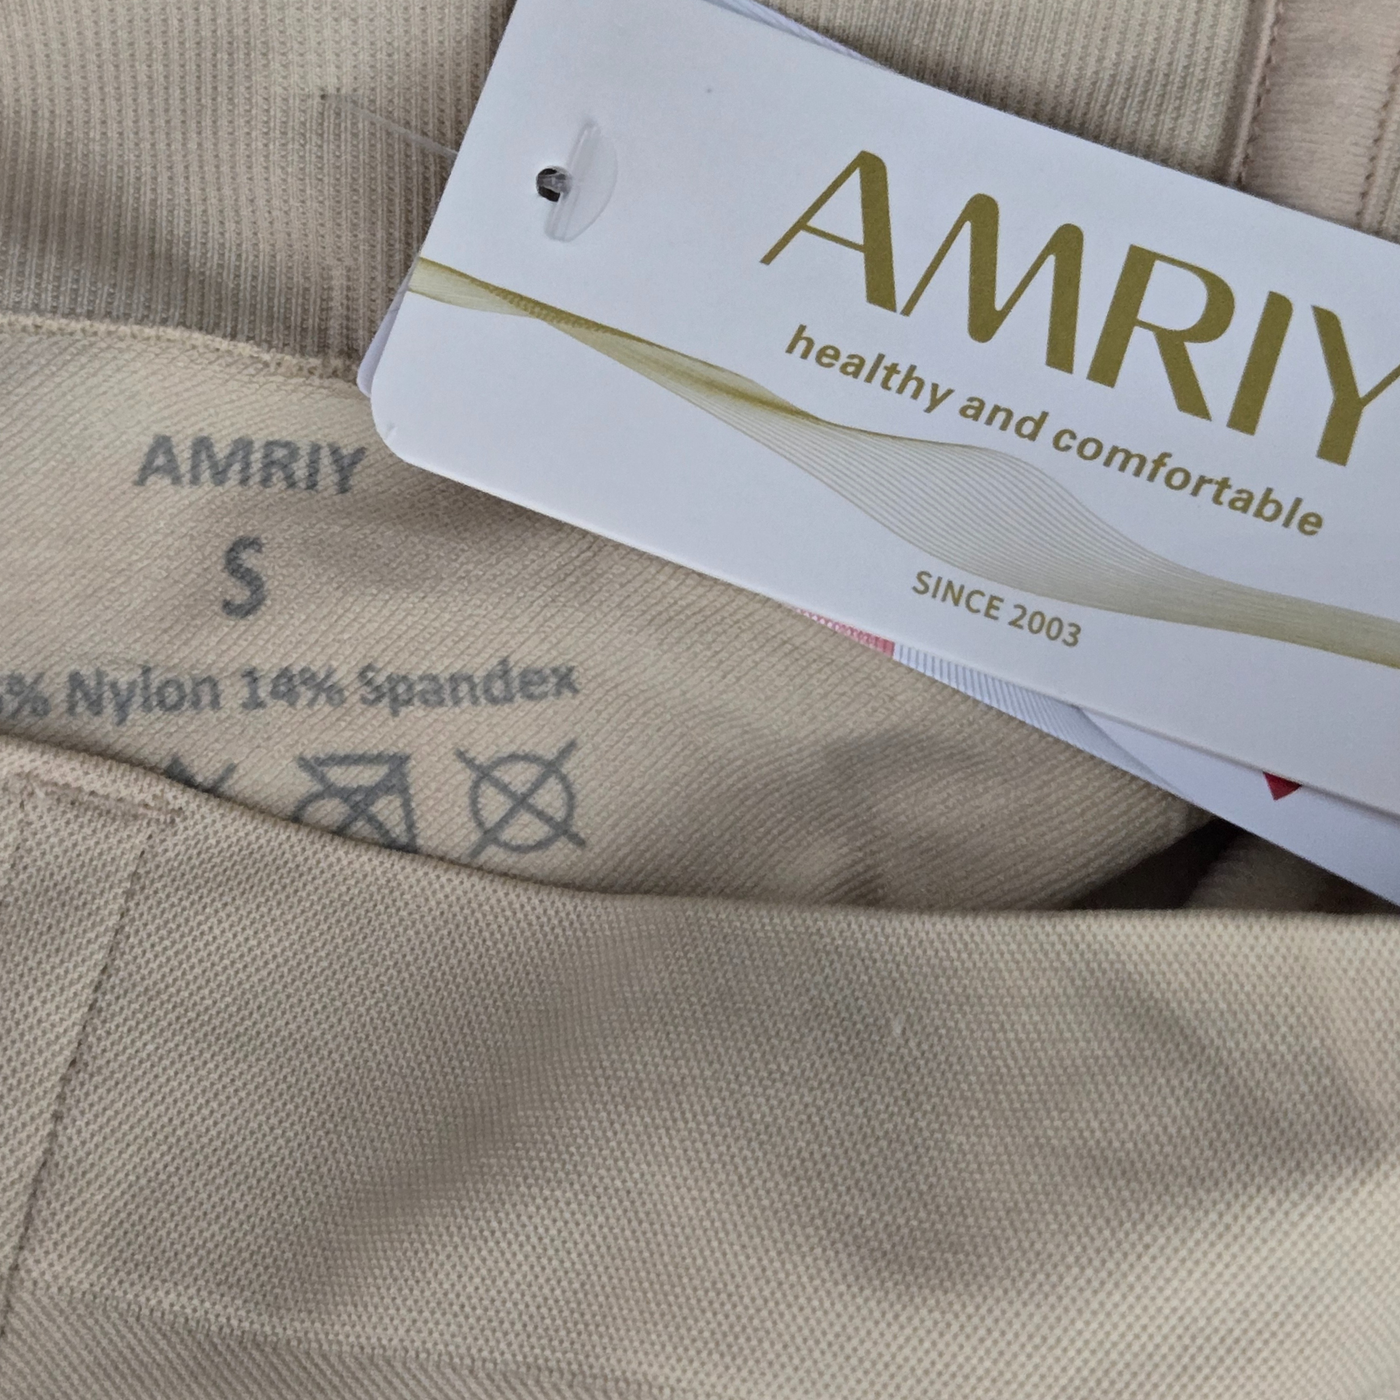 AMRIY
healthy and comfortable
SINCE 2003
AMRIY
S
% Nylon 14% Spandex